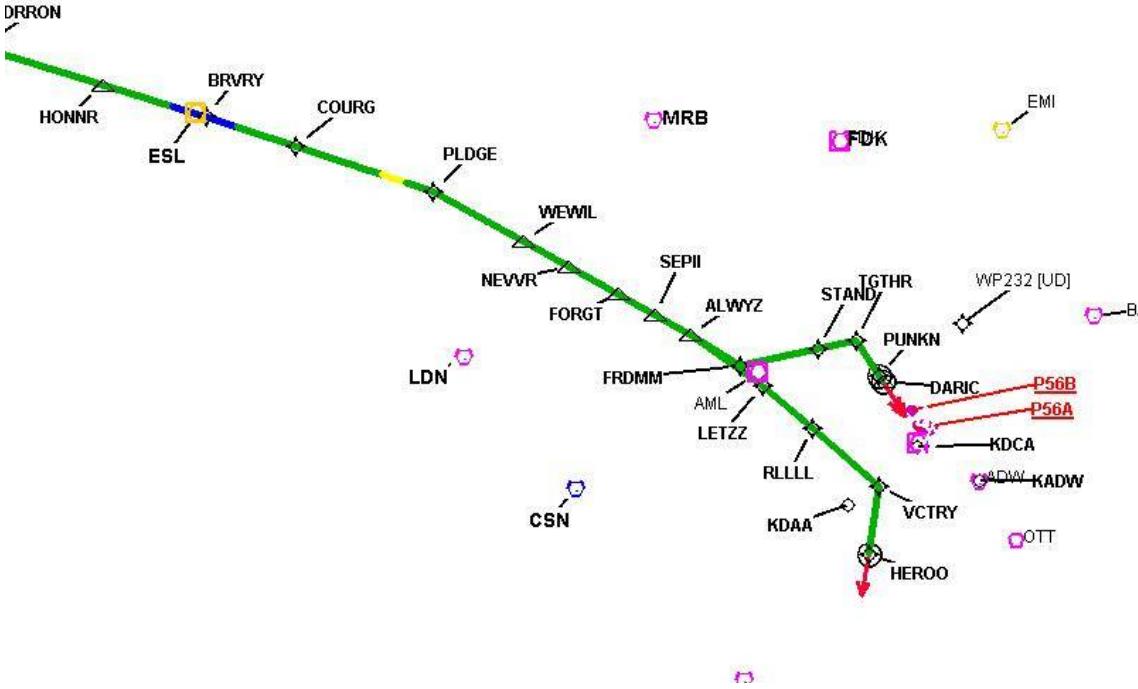 DRRON
BRVRY
HONNR
COURG
MRB
FDK
EMI
ESL
PLDGE
WEWIL
SEPII
NEVVR
STAND
TGTHR
WP232 [UD]
FORGT
ALWYZ
PUNKN
LDN
FRDMM
DARIC
P56B
AML
P56A
LETZZ
KDCA
RLLLL
ADW
KADW
CSN
KDAA
VCTRY
OTT
HEROO